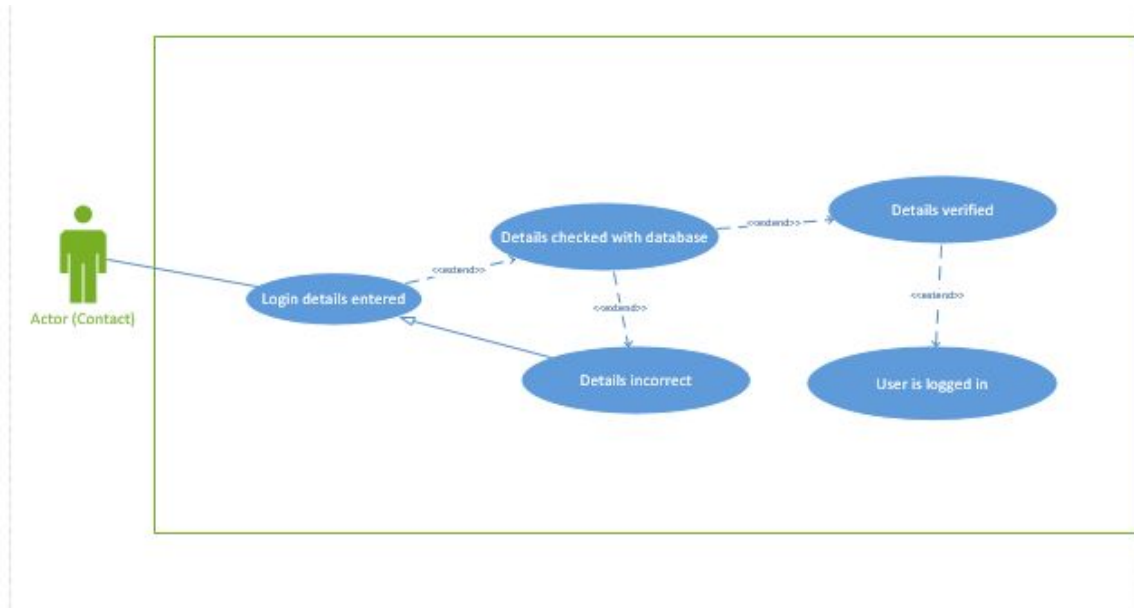 Details verified
Details checked with database
<<extend>>
<<extend>>
Login details entered
<<extend>>
<<extend>>
Actor (Contact)
Details incorrect
User is logged in